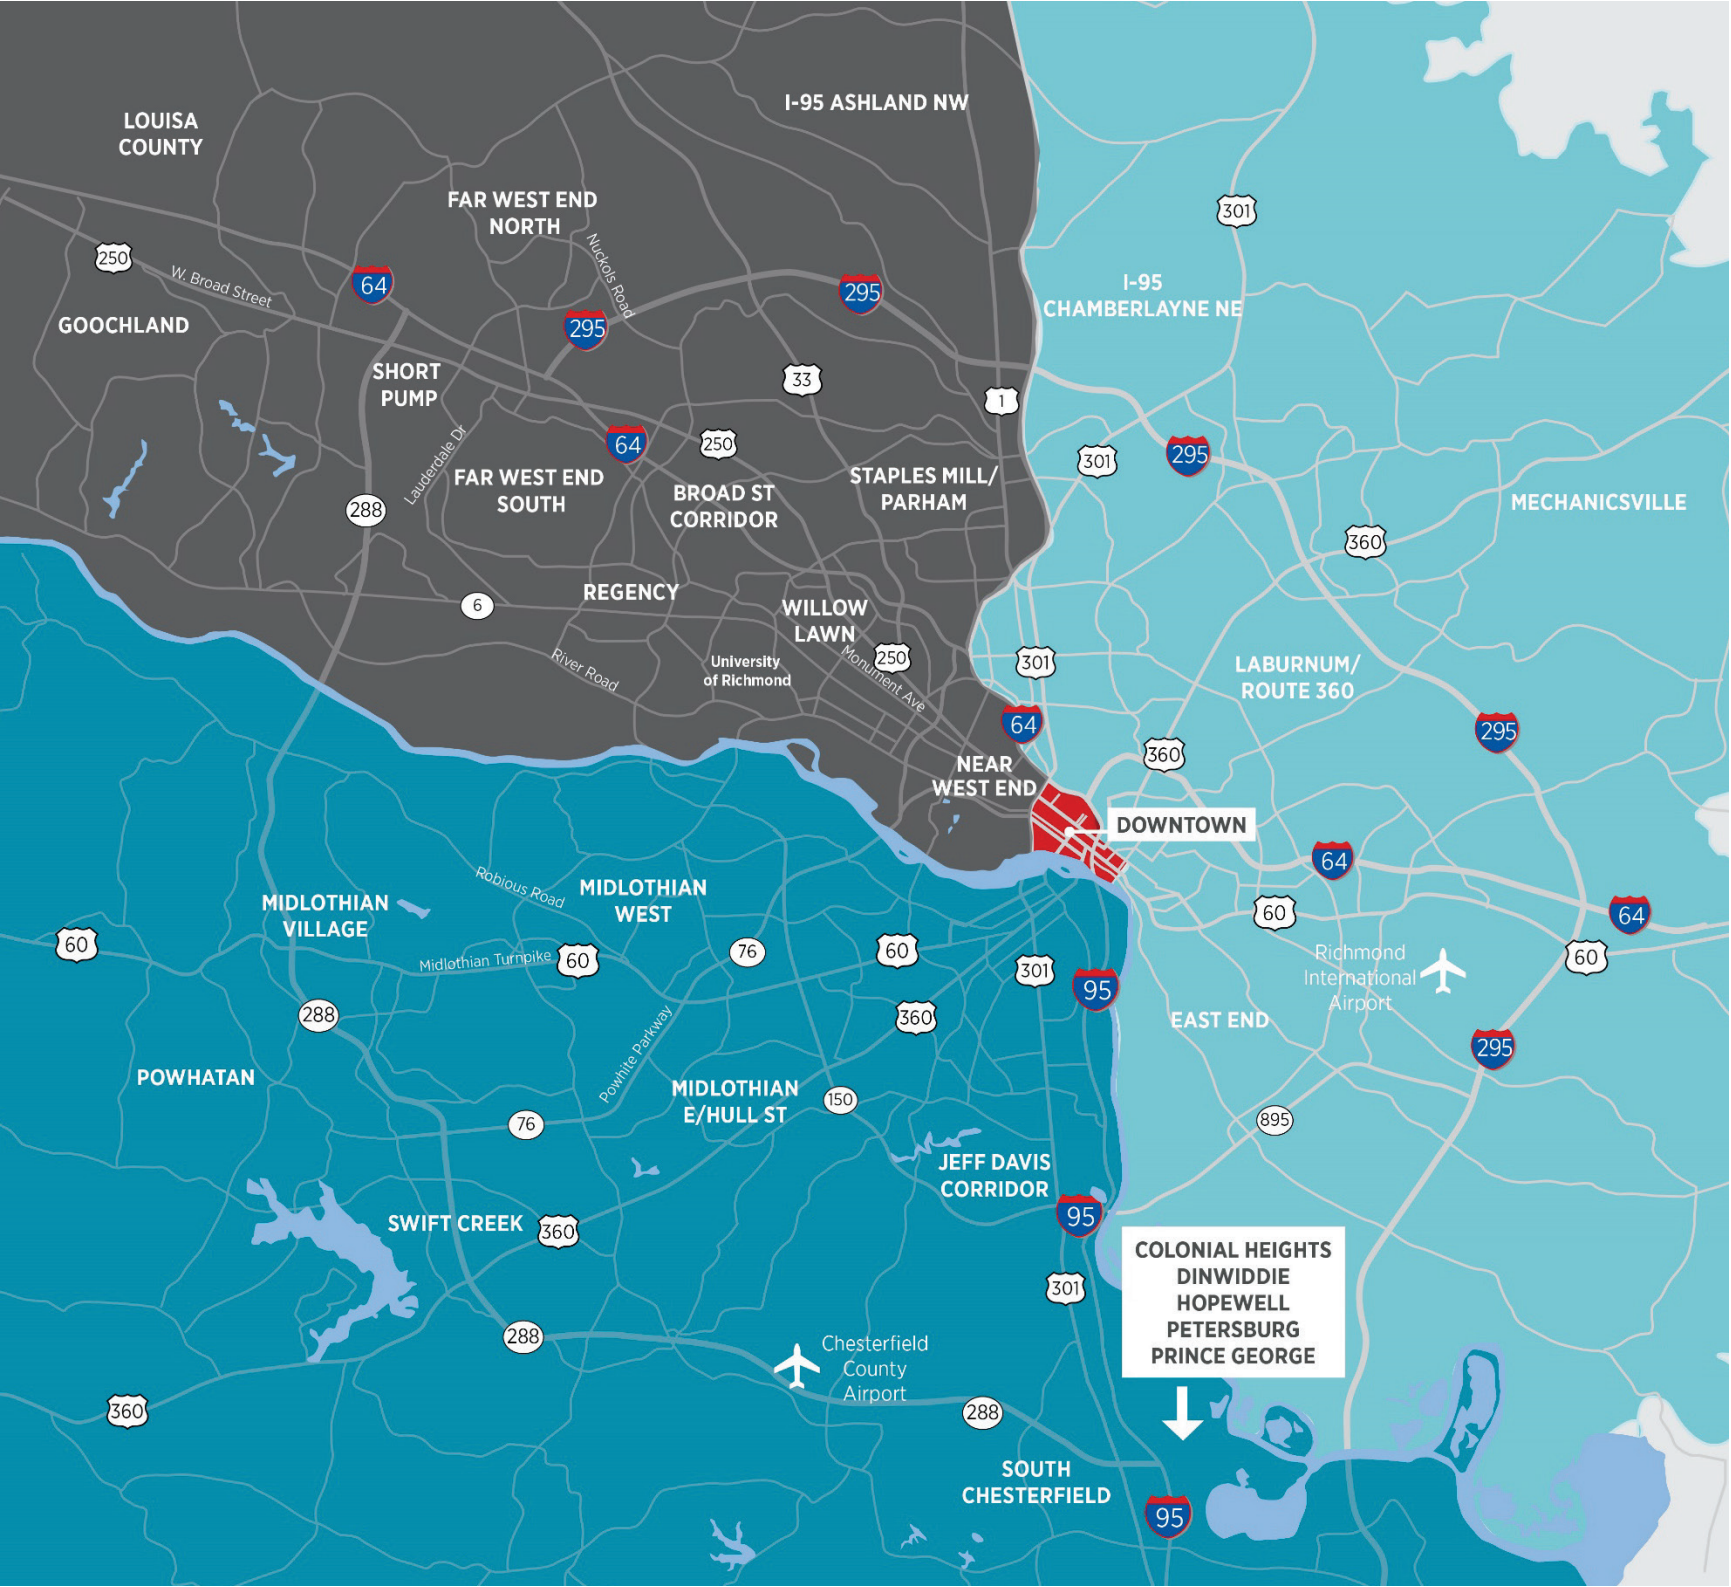 I-95 ASHLAND NW
LOUISA
COUNTY
FAR WEST END
NORTH
301
250
W. Broad Street
64
Nuckols Road
295
295
I-95
CHAMBERLAYNE NE
GOOCHLAND
SHORT
PUMP
33
1
Lauderdale Dr
64
250
301
295
FAR WEST END
SOUTH
BROAD ST
CORRIDOR
STAPLES MILL/
PARHAM
MECHANICSVILLE
288
360
6
REGENCY
WILLOW
LAWN
River Road
University
of Richmond
Monument Ave
250
301
LABURNUM/
ROUTE 360
64
295
360
NEAR
WEST END
DOWNTOWN
64
Robious Road
MIDLOTHIAN
WEST
MIDLOTHIAN
VILLAGE
60
64
60
Midlothian Turnpike
60
76
60
301
95
Richmond
International
Airport
60
288
Powhite Parkway
360
EAST END
295
POWHATAN
MIDLOTHIAN
E/HULL ST
150
76
895
JEFF DAVIS
CORRIDOR
95
SWIFT CREEK
360
301
COLONIAL HEIGHTS
DINWIDDIE
HOPEWELL
PETERSBURG
PRINCE GEORGE
288
Chesterfield
County
Airport
360
288
SOUTH
CHESTERFIELD
95